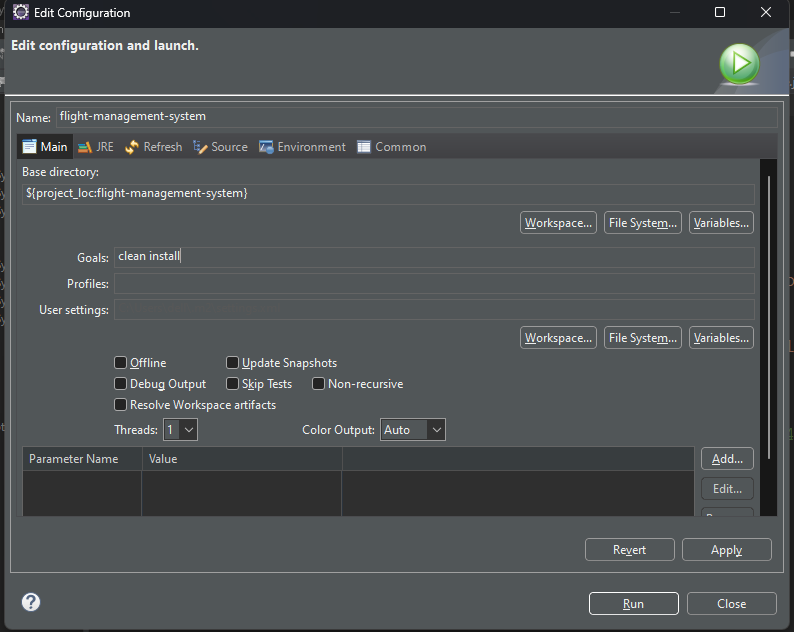 Edit Configuration
Edit configuration and launch.
Name: flight-management-system
Main JRE Refresh Source Environment Common
Base directory:
${project_loc:flight-management-system}
Workspace... File System... Variables...
Goals: clean install
Profiles:
User settings:
Workspace... File System... Variables...
Offline Update Snapshots
Debug Output Skip Tests Non-recursive
Resolve Workspace artifacts
Threads: 1 Color Output: Auto
Parameter Name Value Add...
Edit...
Revert Apply
? Run Close